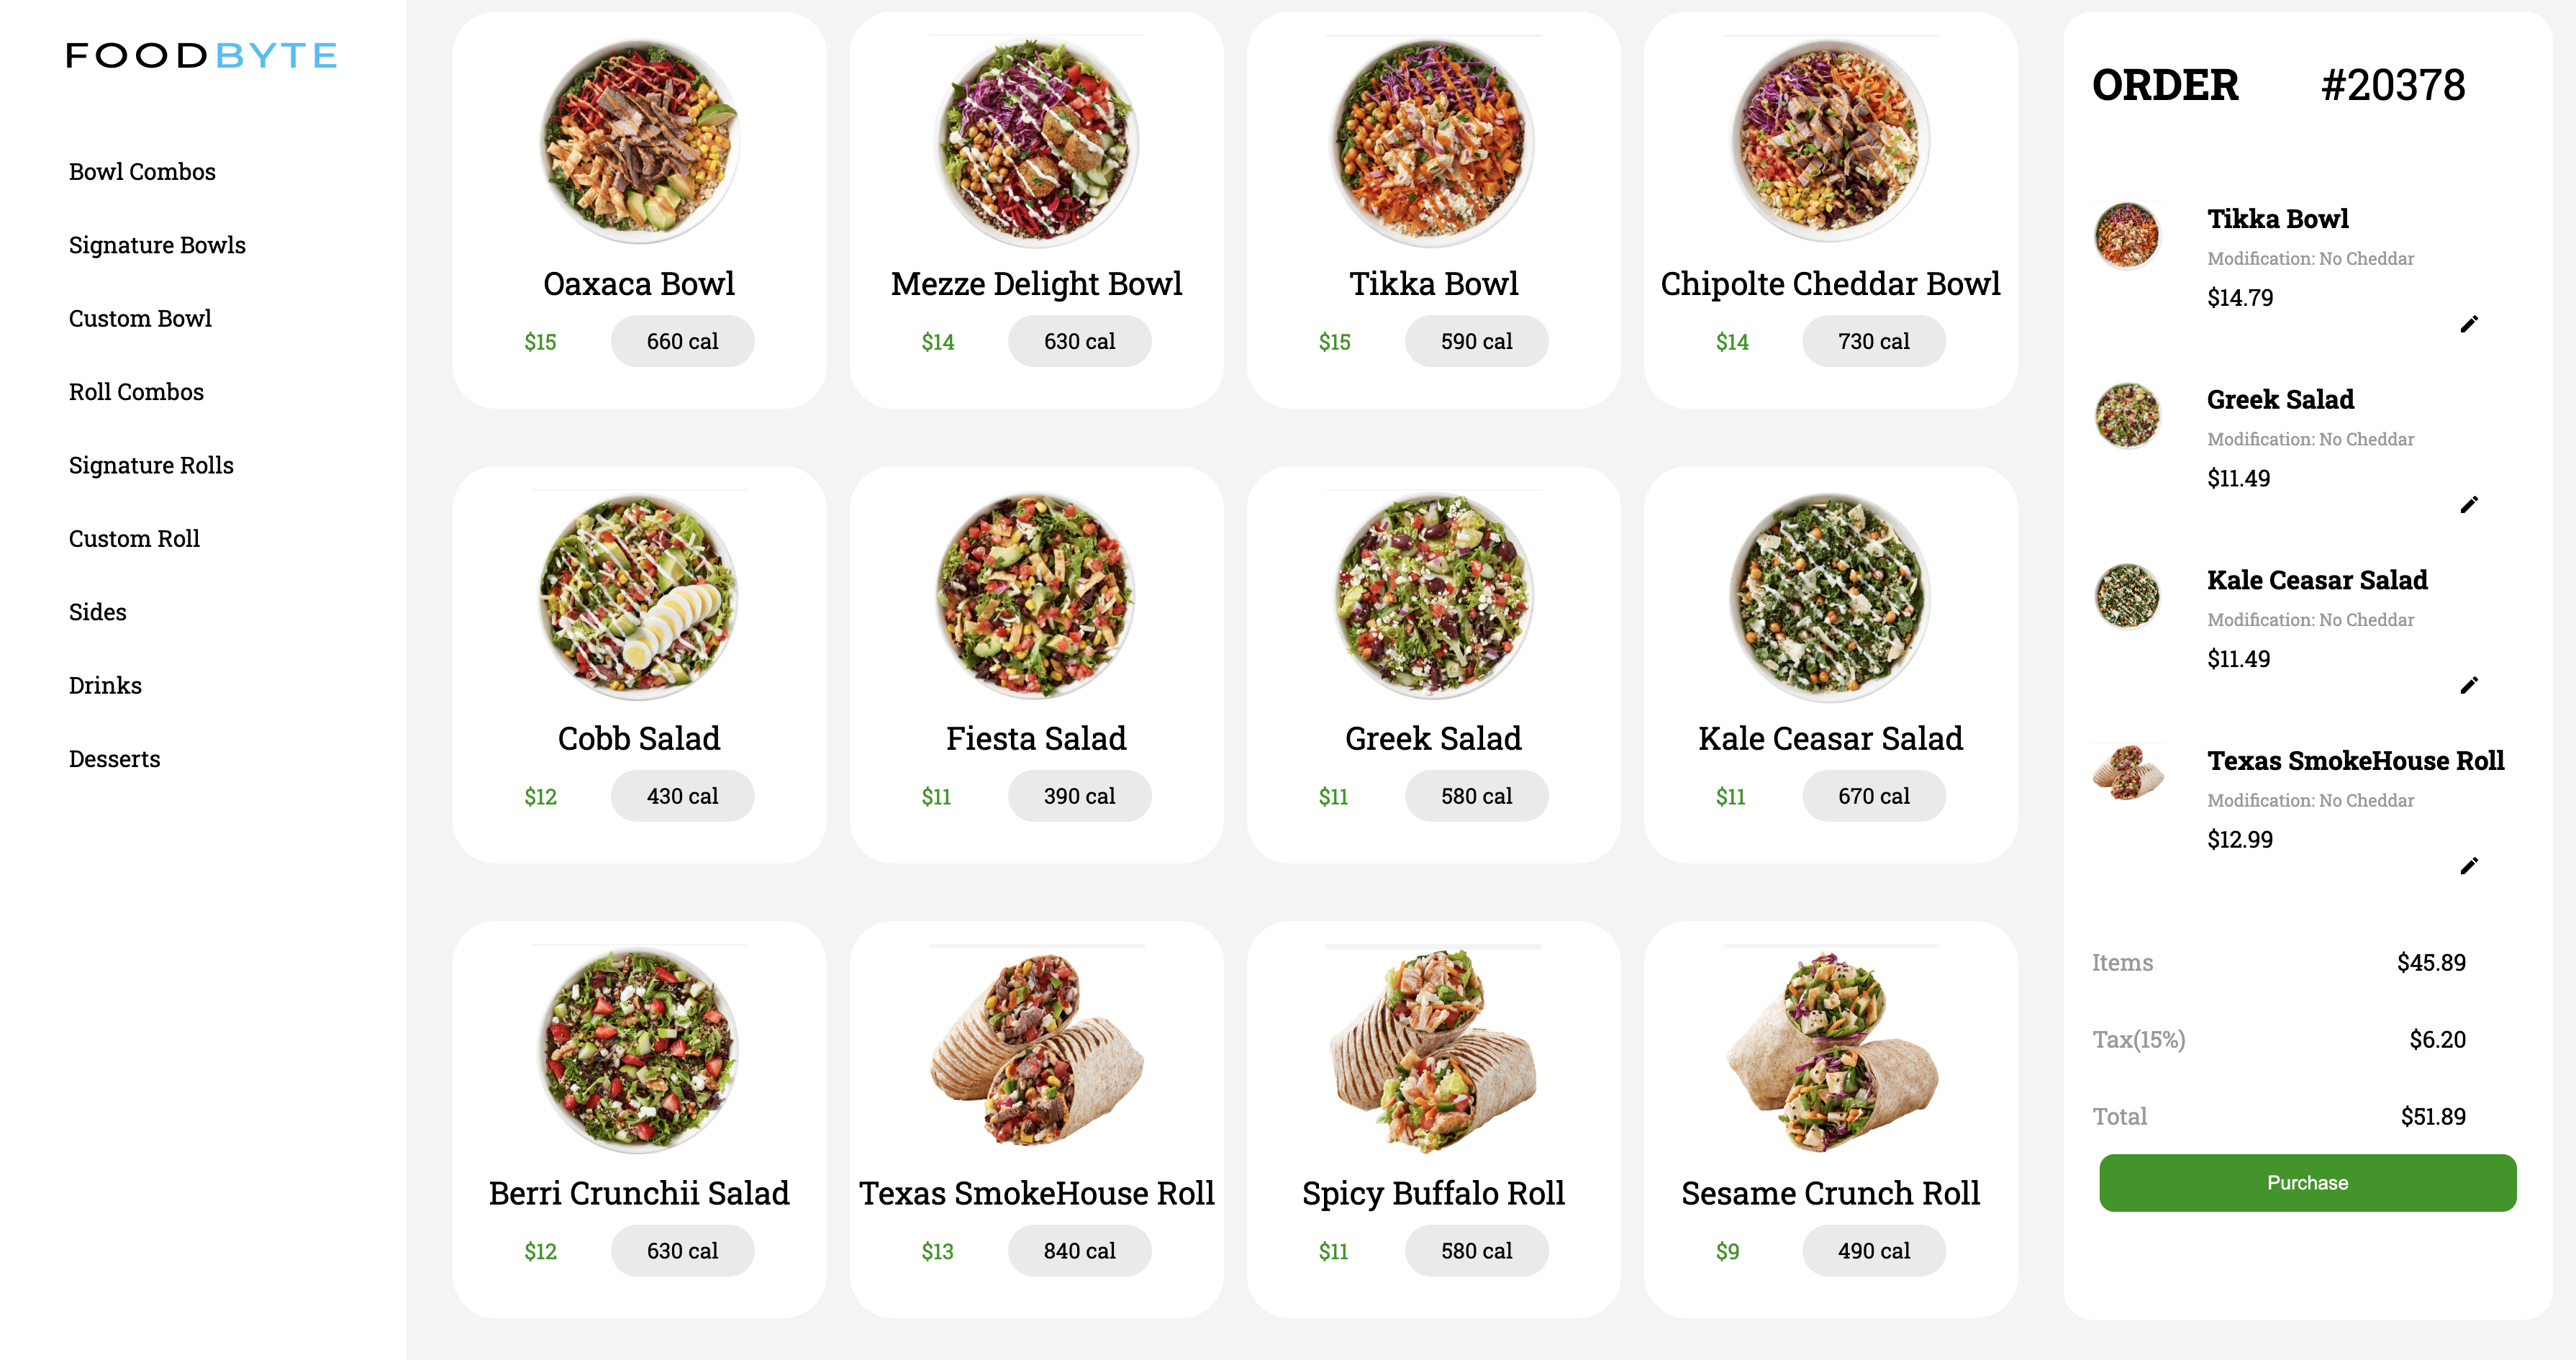 FOODBYTE
Bowl Combos
Signature Bowls
Custom Bowl
Roll Combos
Signature Rolls
Custom Roll
Sides
Drinks
Desserts
Oaxaca Bowl
$15 660 cal
Mezze Delight Bowl
$14 630 cal
Tikka Bowl
$15 590 cal
Chipolte Cheddar Bowl
$14 730 cal
Cobb Salad
$12 430 cal
Fiesta Salad
$11 390 cal
Greek Salad
$11 580 cal
Kale Ceasar Salad
$11 670 cal
Berri Crunchii Salad
$12 630 cal
Texas SmokeHouse Roll
$13 840 cal
Spicy Buffalo Roll
$11 580 cal
Sesame Crunch Roll
$9 490 cal
ORDER #20378
Tikka Bowl
Modification: No Cheddar
$14.79
Greek Salad
Modification: No Cheddar
$11.49
Kale Ceasar Salad
Modification: No Cheddar
$11.49
Texas SmokeHouse Roll
Modification: No Cheddar
$12.99
Items $45.89
Tax(15%) $6.20
Total $51.89
Purchase